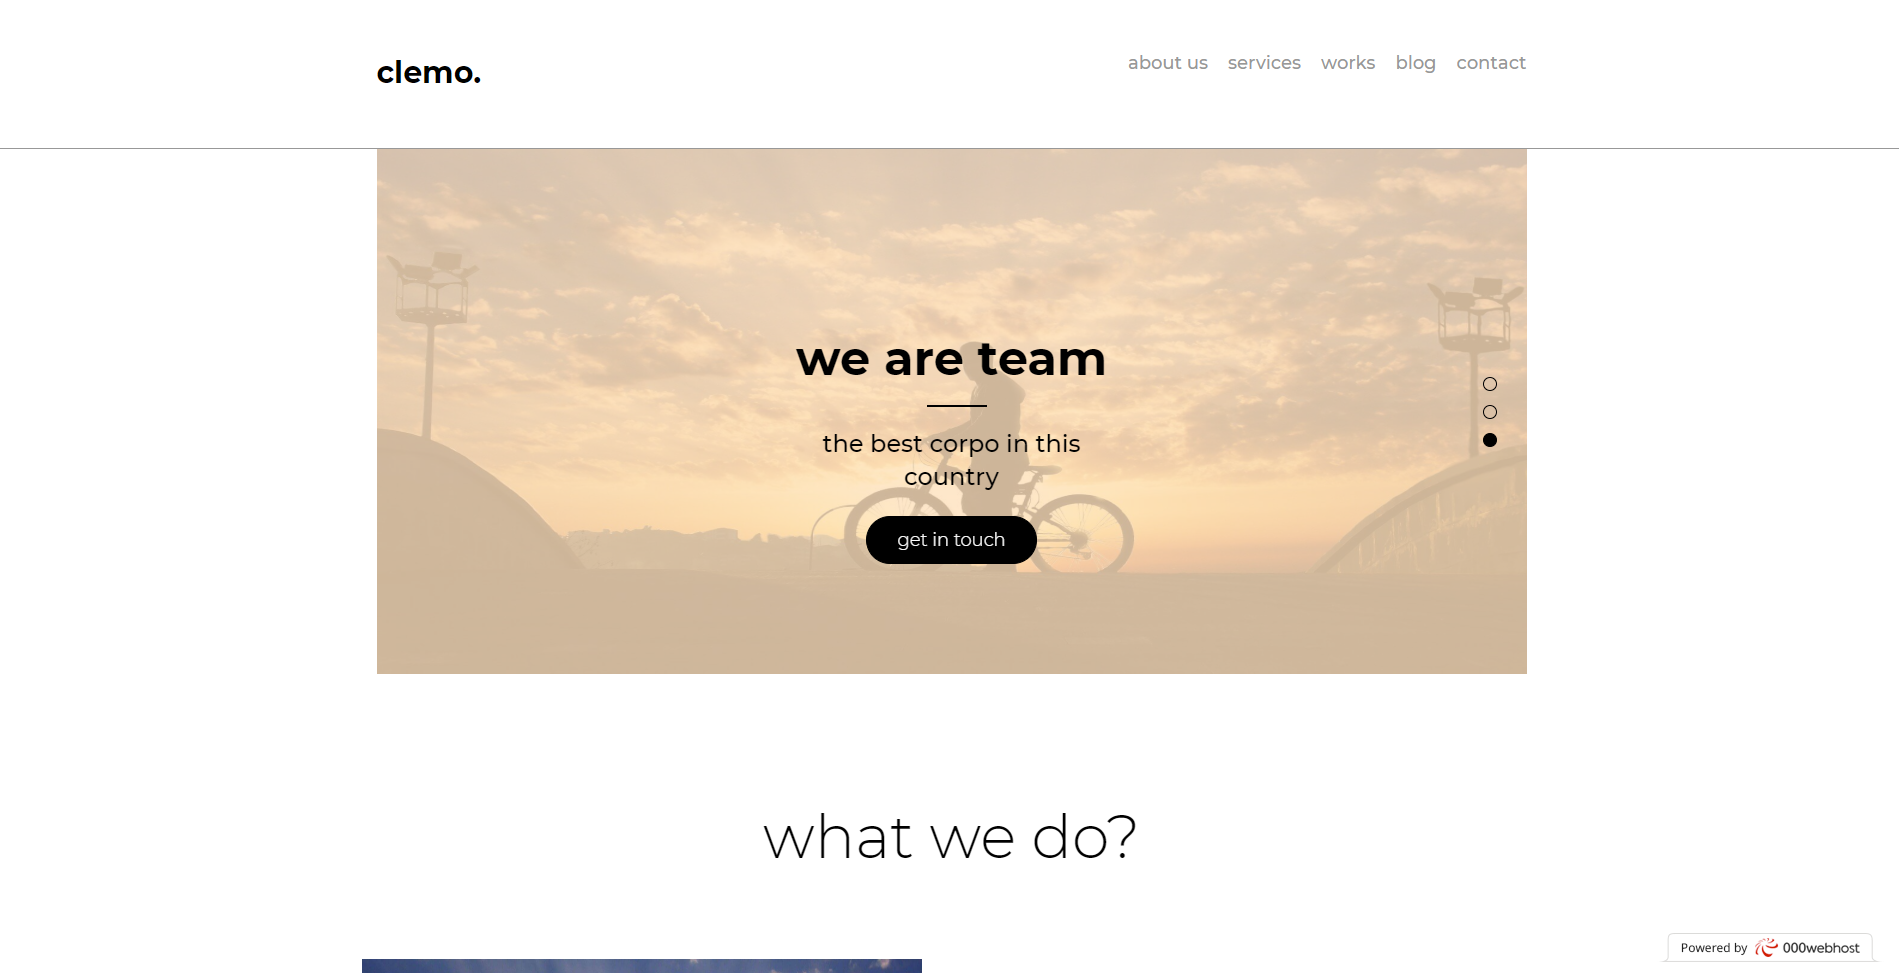 clemo.
about us services works blog contact
we are team
the best corpo in this
country
get in touch
what we do?
Powered by 000webhost